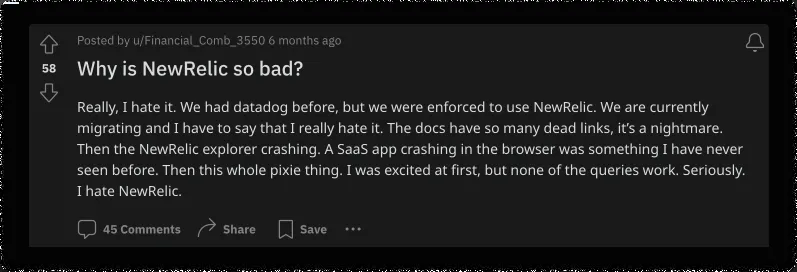 Posted by u/Financial_Comb_3550 6 months ago
58
Why is NewRelic so bad?
Really, I hate it. We had datadog before, but we were enforced to use NewRelic. We are currently
migrating and I have to say that I really hate it. The docs have so many dead links, it’s a nightmare.
Then the NewRelic explorer crashing. A SaaS app crashing in the browser was something I have never
seen before. Then this whole pixie thing. I was excited at first, but none of the queries work. Seriously.
I hate NewRelic.
45 Comments Share Save